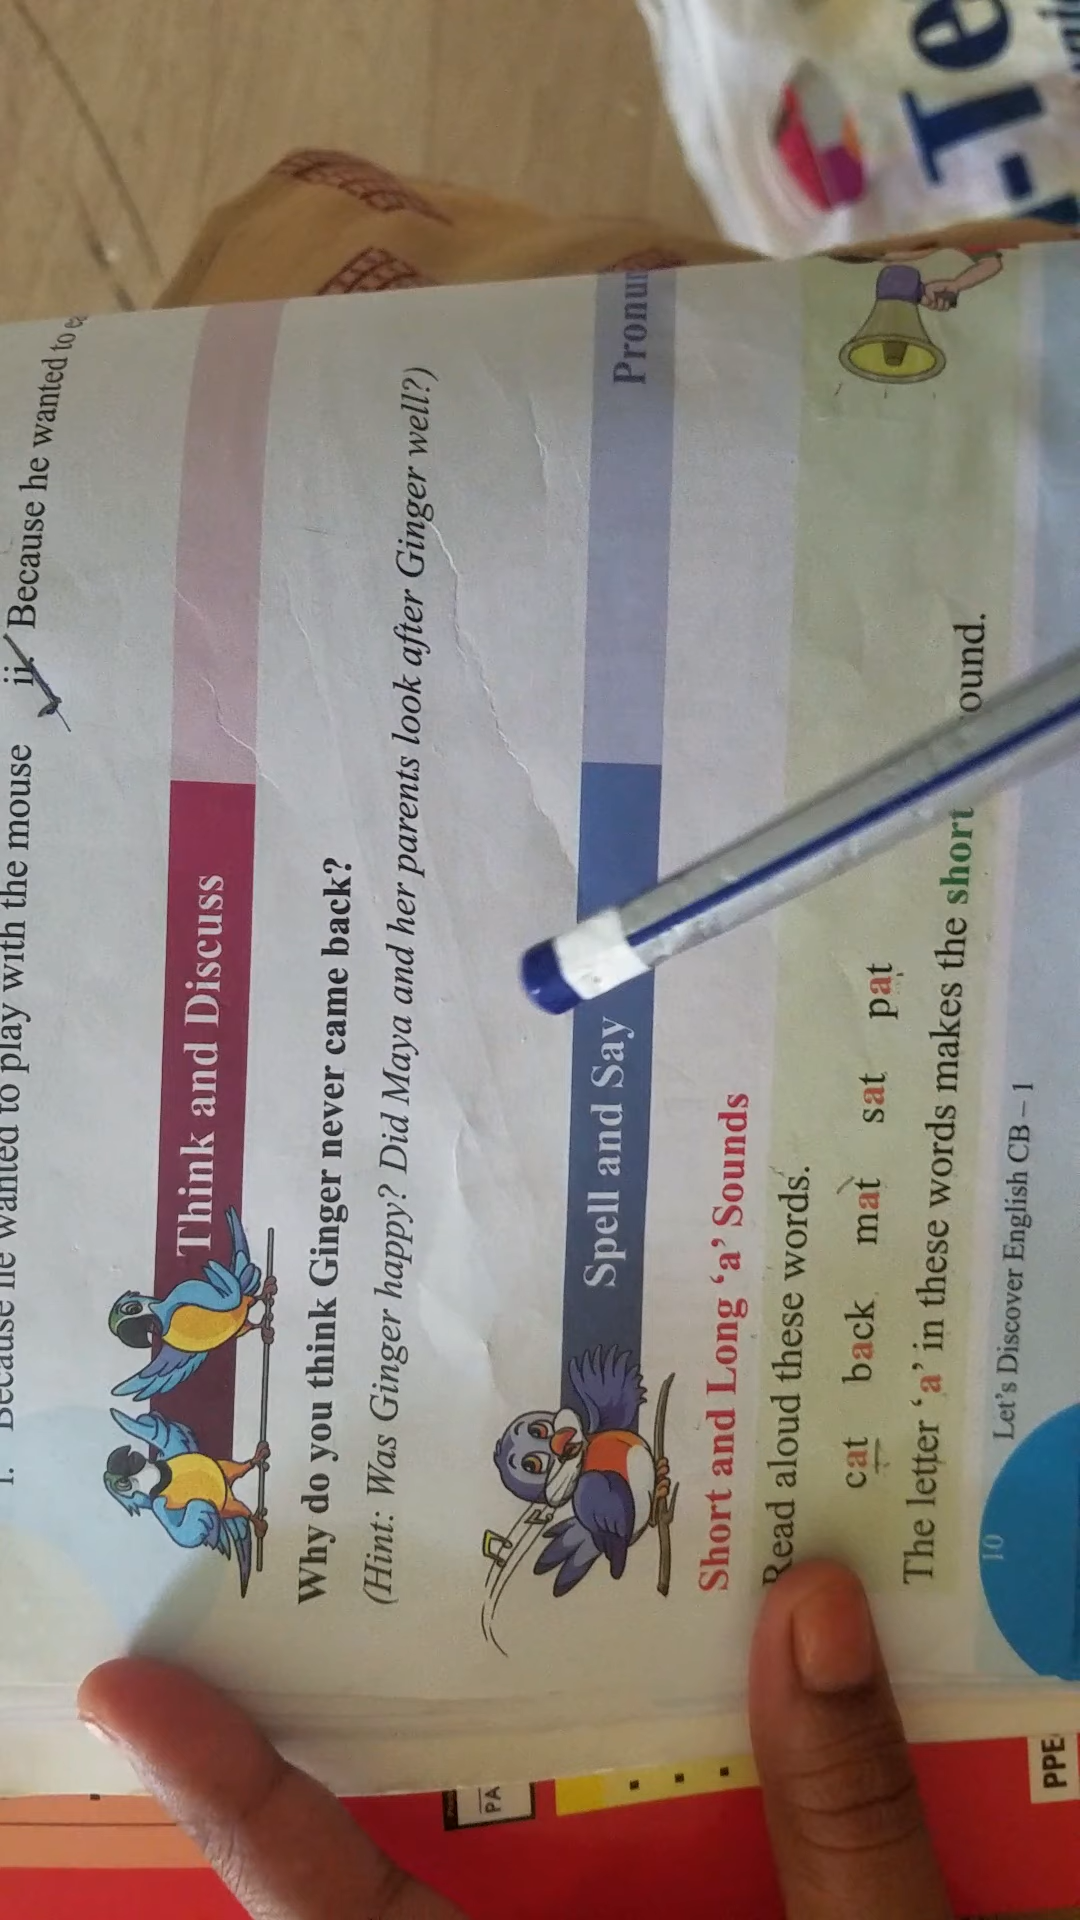 i. Because he wanted to play with the mouse ii. Because he wanted to
Think and Discuss
Why do you think Ginger never came back?
(Hint: Was Ginger happy? Did Maya and her parents look after Ginger well?)
Spell and Say Pronun
Short and Long ‘a’ Sounds
Read aloud these words.
cat back mat sat pat
The letter ‘a’ in these words makes the short ound.
10 Let’s Discover English CB – 1
PA
PPE